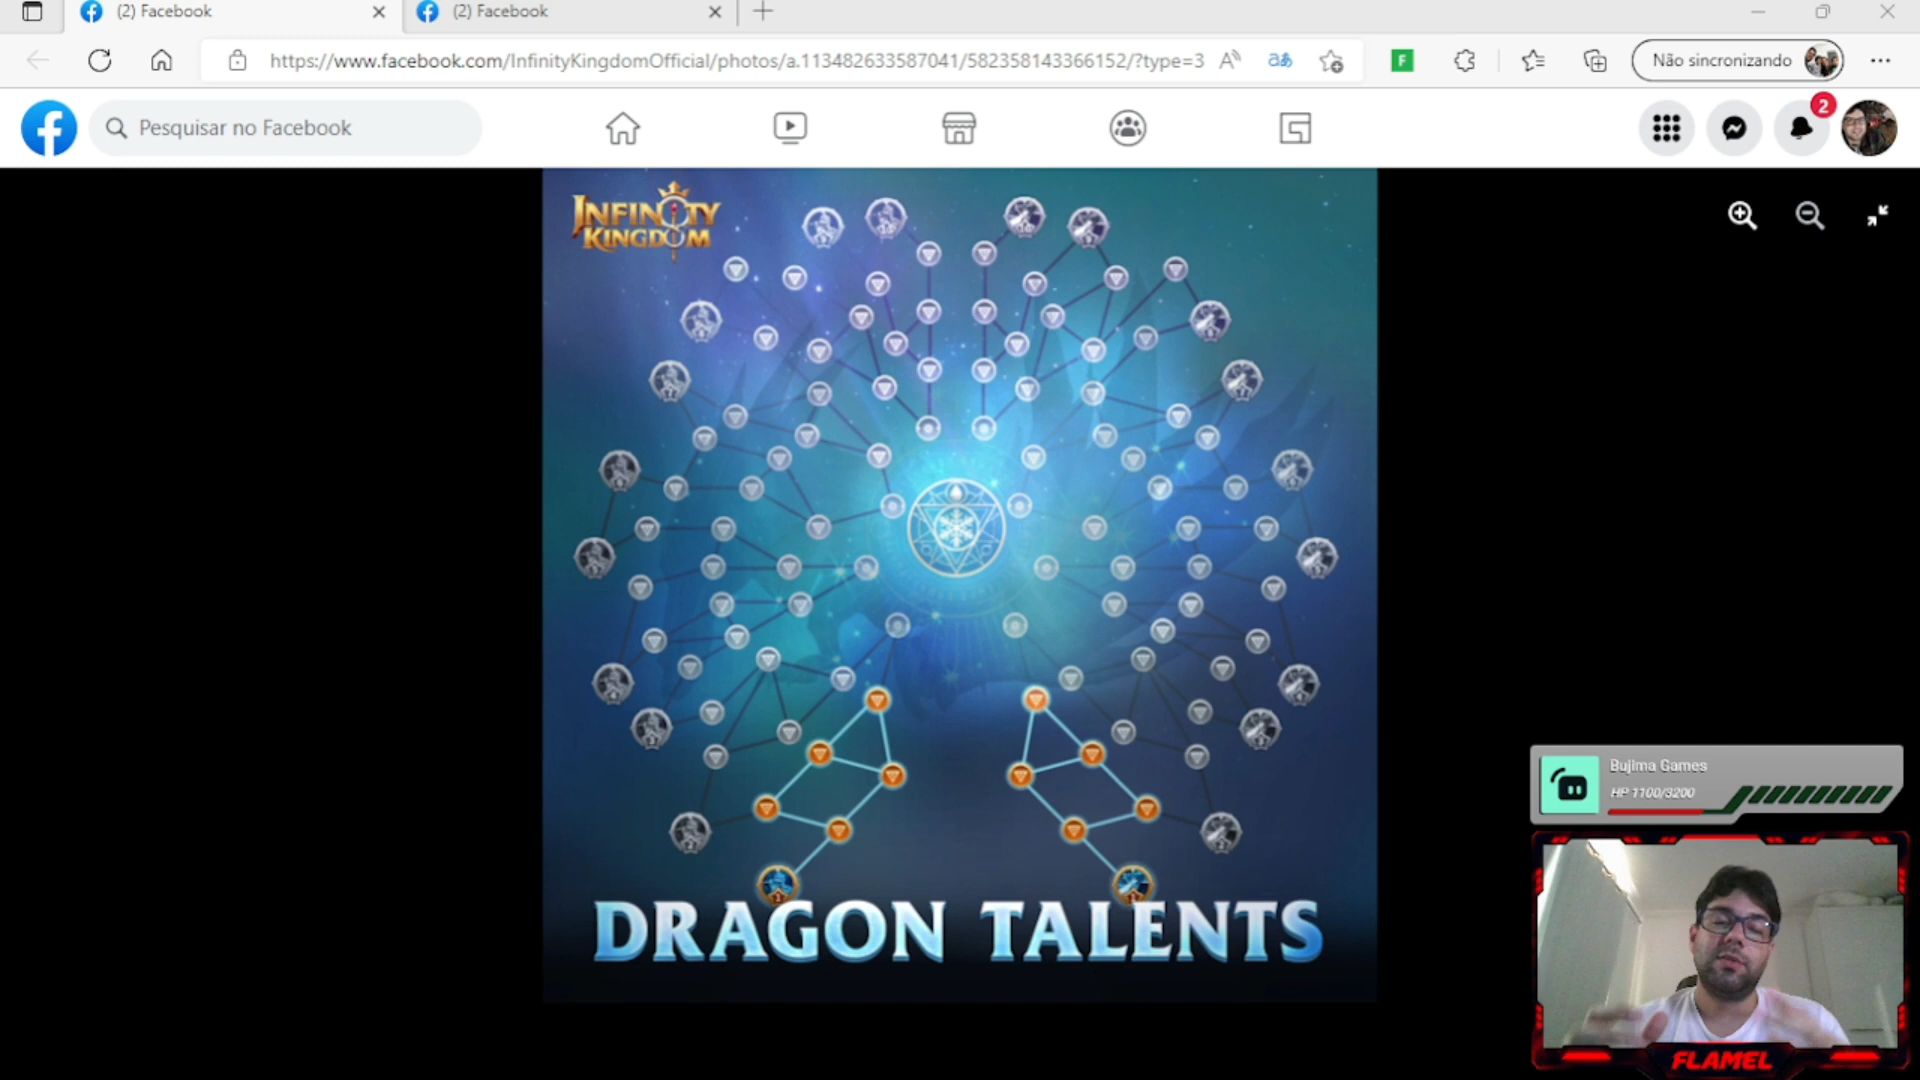 (2) Facebook
(2) Facebook
https://www.facebook.com/InfinityKingdomOfficial/photos/a.113482633587041/582358143366152/?type=3
Não sincronizando
Pesquisar no Facebook
2
INFINITY
KINGDOM
DRAGON TALENTS
Bujima Games
HP 1100/3200
FLAMEL